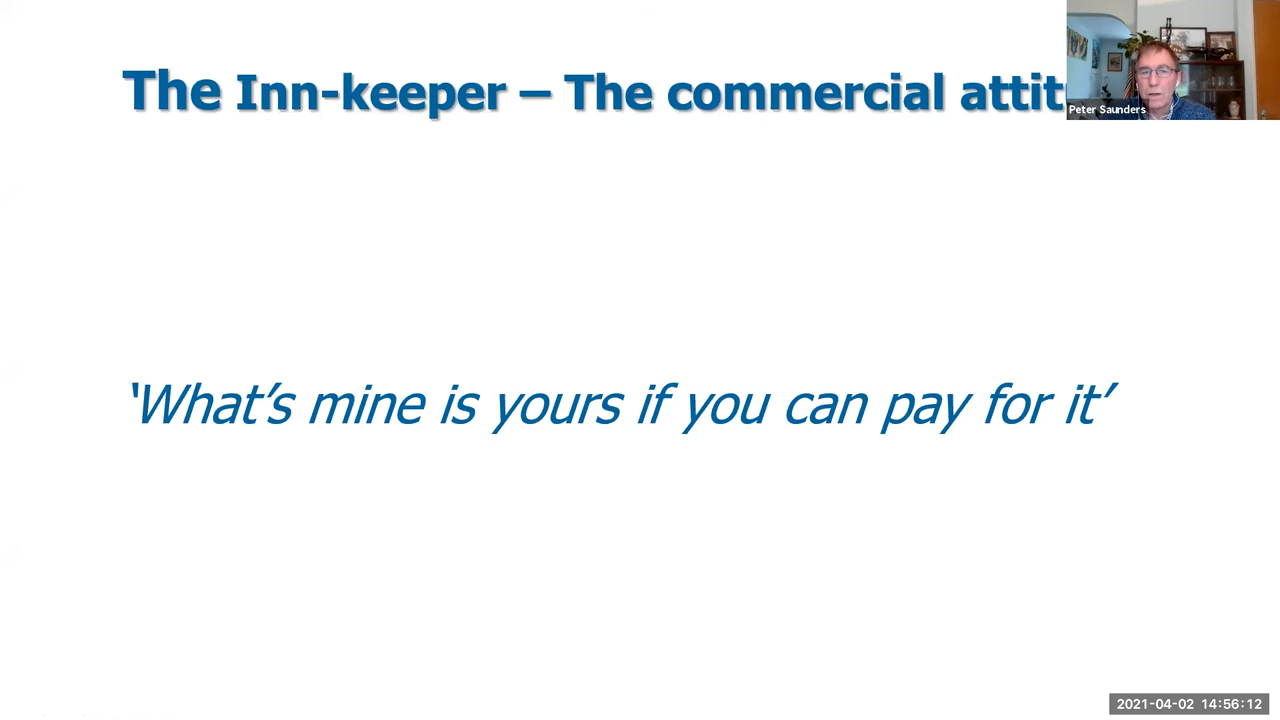 The Inn-keeper – The commercial
Peter Saunders
‘What’s mine is yours if you can pay for it’
2021-04-02 14:56:12